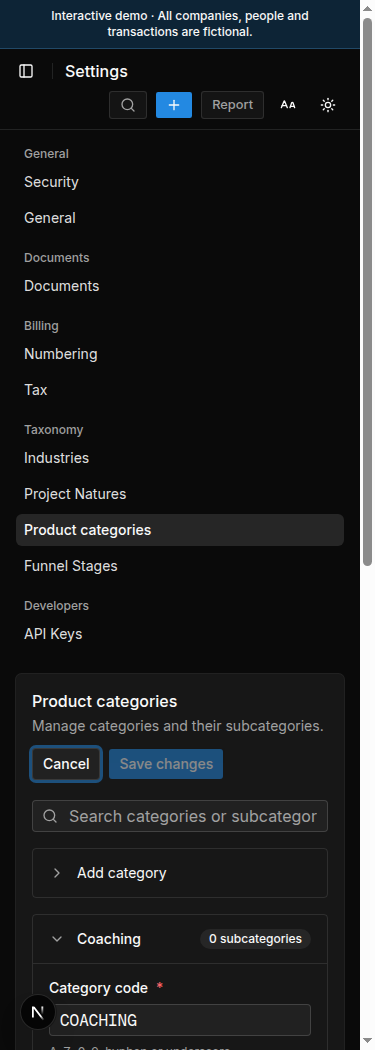 Interactive demo · All companies, people and
transactions are fictional.
Settings
Report
AA
General
Security
General
Documents
Documents
Billing
Numbering
Tax
Taxonomy
Industries
Project Natures
Product categories
Funnel Stages
Developers
API Keys
Product categories
Manage categories and their subcategories.
Cancel
Save changes
Search categories or subcategor
Add category
Coaching
0 subcategories
Category code *
N
COACHING